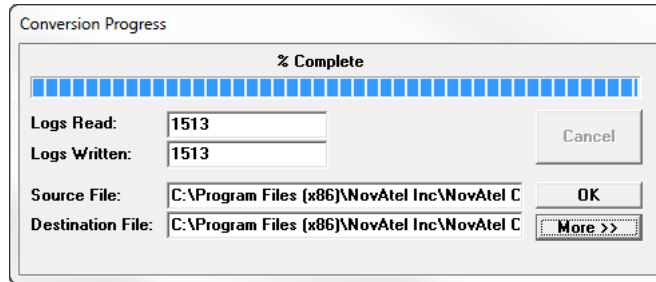 Conversion Progress
% Complete
Logs Read: 1513
Logs Written: 1513
Cancel
Source File: C:\Program Files (x86)\NovAtel Inc\NovAtel C OK
Destination File: C:\Program Files (x86)\NovAtel Inc\NovAtel C More >>